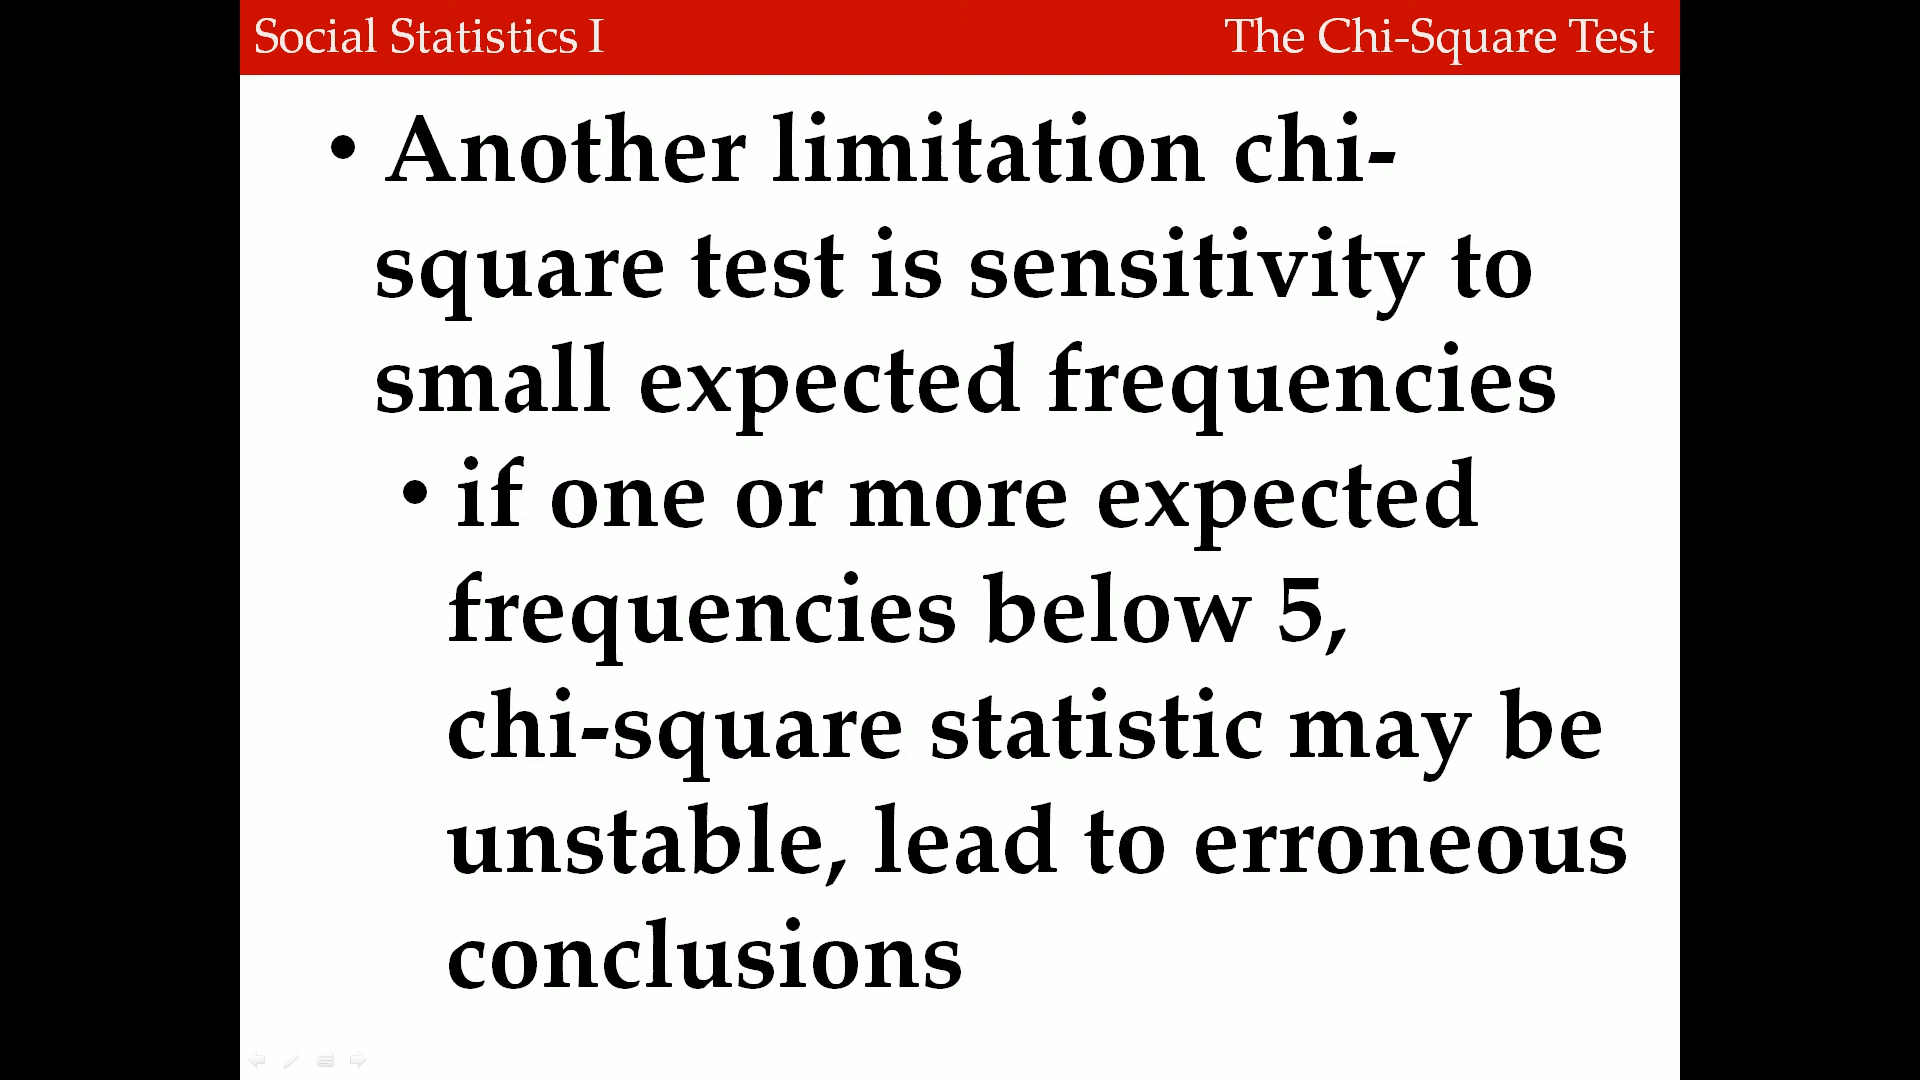 Social Statistics I The Chi-Square Test
• Another limitation chi-
square test is sensitivity to
small expected frequencies
• if one or more expected
frequencies below 5,
chi-square statistic may be
unstable, lead to erroneous
conclusions